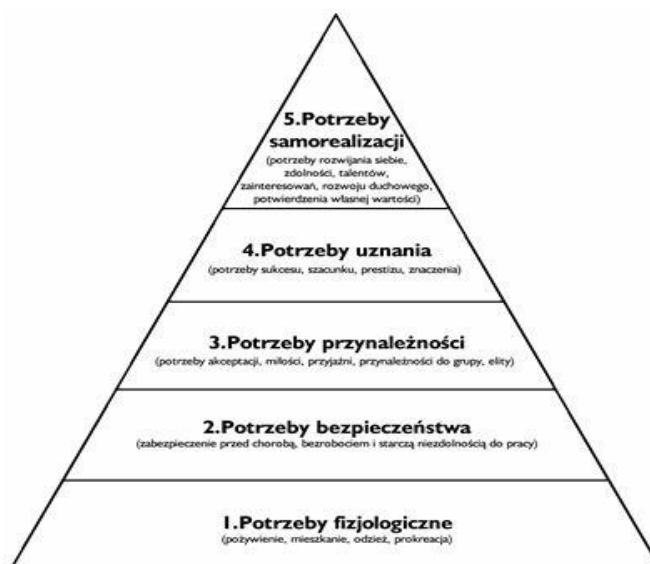 5.Potrzeby
samorealizacji
(potrzeby rozwijania siebie,
zdolności, talentów,
zainteresowań, rozwoju duchowego,
potwierdzenia własnej wartości)
4.Potrzeby uznania
(potrzeby sukcesu, szacunku, prestizu, znaczenia)
3.Potrzeby przynależności
(potrzeby akceptacji, miłości, przyjaźni, przynależności do grupy, elity)
2.Potrzeby bezpieczeństwa
(zabezpieczenie przed chorobą, bezrobociem i starczą niezdolnością do pracy)
1.Potrzeby fizjologiczne
(pożywienie, mieszkanie, odzież, prokreacja)